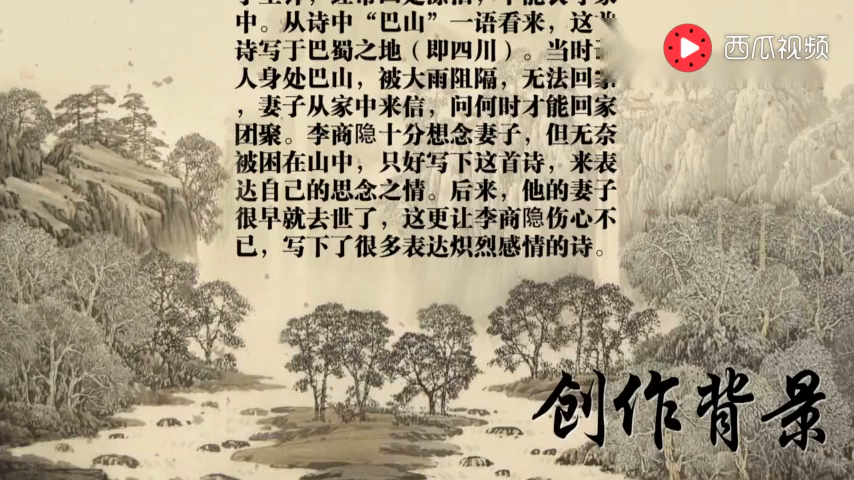 中。从诗中“巴山”一语看来，这
诗写于巴蜀之地（即四川）。当时
人身处巴山，被大雨阻隔，无法回家
，妻子从家中来信，问何时才能回家
团聚。李商隐十分想念妻子，但无奈
被困在山中，只好写下这首诗，来表
达自己的思念之情。后来，他的妻子
很早就去世了，这更让李商隐伤心不
已，写下了很多表达炽烈感情的诗。
西瓜视频
创作背景